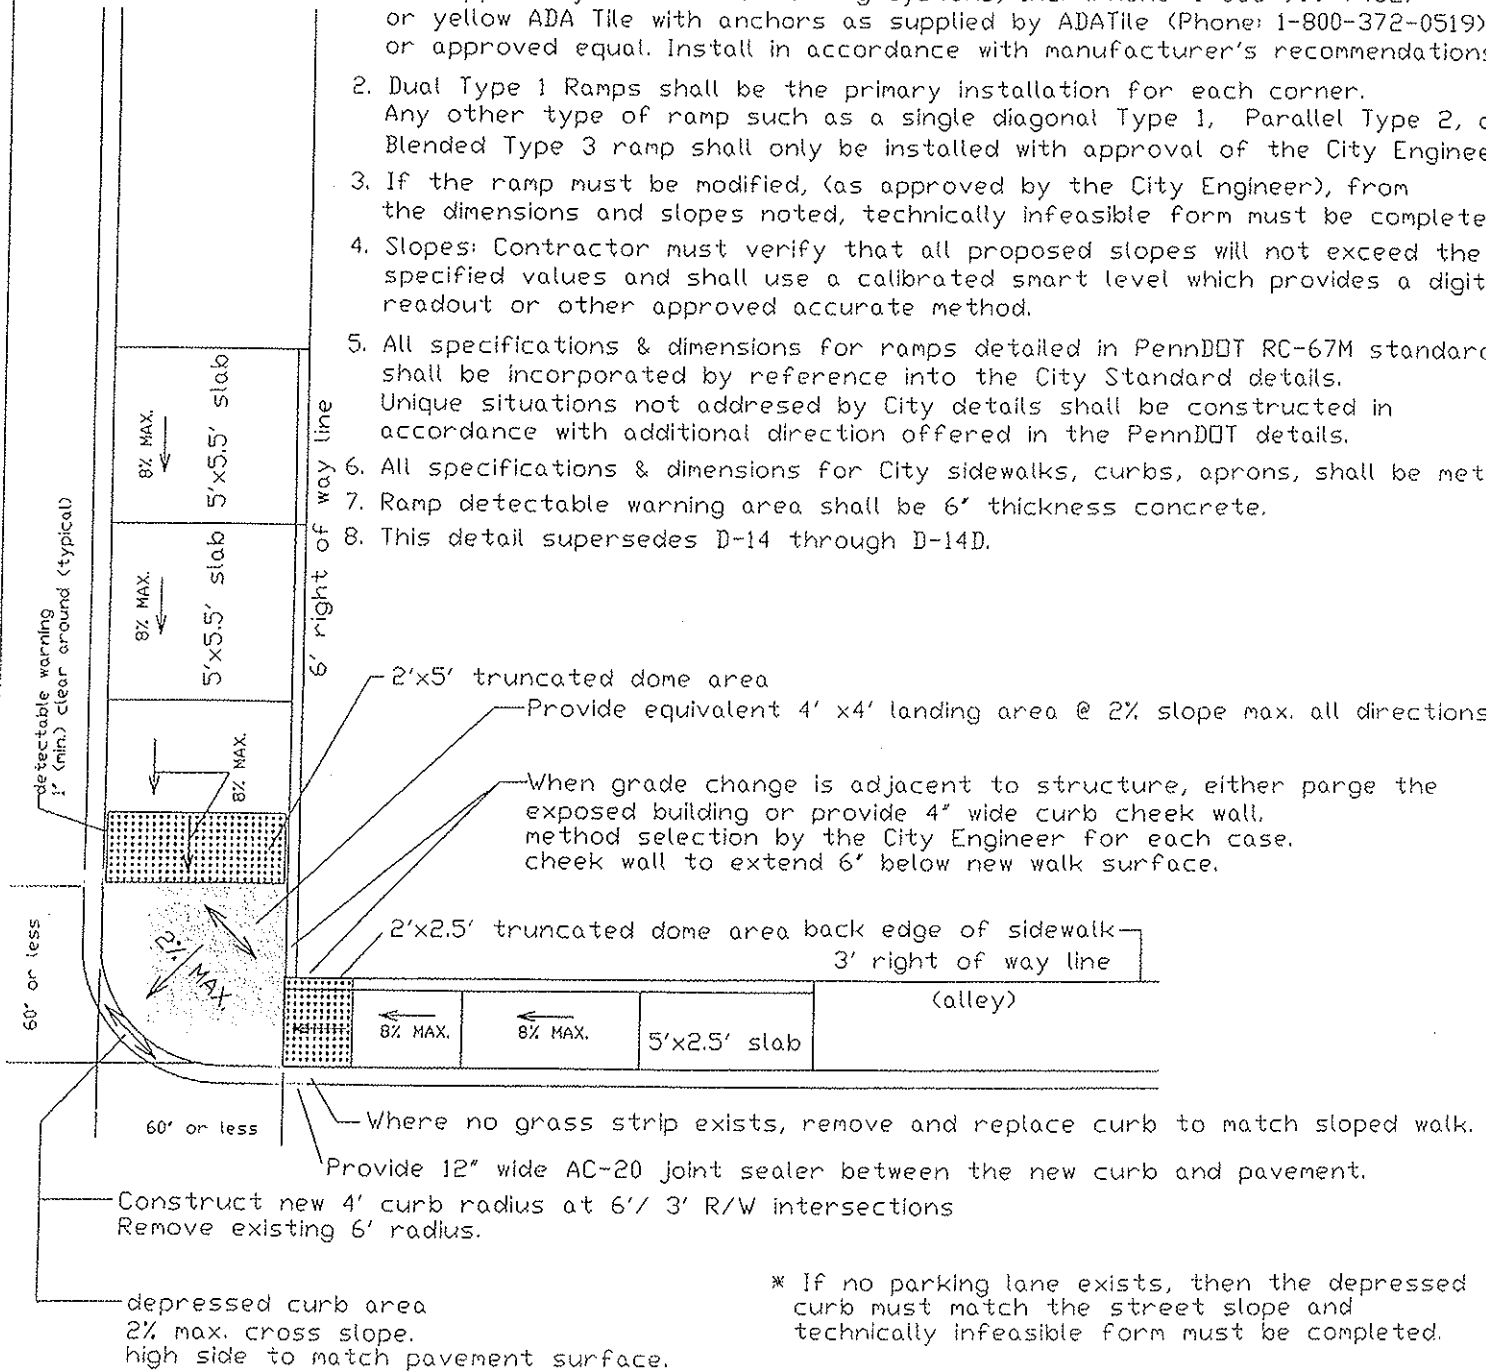 or yellow ADA Tile with anchors as supplied by ADATile (Phone: 1-800-372-0519)
or approved equal. Install in accordance with manufacturer's recommendations
2. Dual Type 1 Ramps shall be the primary installation for each corner.
Any other type of ramp such as a single diagonal Type 1, Parallel Type 2,
Blended Type 3 ramp shall only be installed with approval of the City Enginee
3. If the ramp must be modified, (as approved by the City Engineer), from
the dimensions and slopes noted, technically infeasible form must be complete
4. Slopes: Contractor must verify that all proposed slopes will not exceed the
specified values and shall use a calibrated smart level which provides a digit
readout or other approved accurate method.
5. All specifications & dimensions for ramps detailed in PennDOT RC-67M standard
shall be incorporated by reference into the City Standard details.
Unique situations not addresed by City details shall be constructed in
accordance with additional direction offered in the PennDOT details.
6. All specifications & dimensions for City sidewalks, curbs, aprons, shall be met
7. Ramp detectable warning area shall be 6" thickness concrete.
8. This detail supersedes D-14 through D-14D.
8% MAX.
5'x5.5' slab
6' right of way line
8% MAX.
5'x5.5' slab
detectable warning
1" (min.) clear around (typical)
8% MAX.
2'x5' truncated dome area
Provide equivalent 4' x4' landing area @ 2% slope max. all directions
When grade change is adjacent to structure, either parge the
exposed building or provide 4" wide curb cheek wall.
method selection by the City Engineer for each case.
cheek wall to extend 6" below new walk surface.
2% MAX.
2'x2.5' truncated dome area
back edge of sidewalk
3' right of way line
(alley)
8% MAX.
8% MAX.
5'x2.5' slab
60" or less
60" or less
Where no grass strip exists, remove and replace curb to match sloped walk.
Provide 12" wide AC-20 joint sealer between the new curb and pavement.
Construct new 4' curb radius at 6'/ 3' R/W intersections
Remove existing 6' radius.
depressed curb area
2% max. cross slope.
high side to match pavement surface.
* If no parking lane exists, then the depressed
curb must match the street slope and
technically infeasible form must be completed.